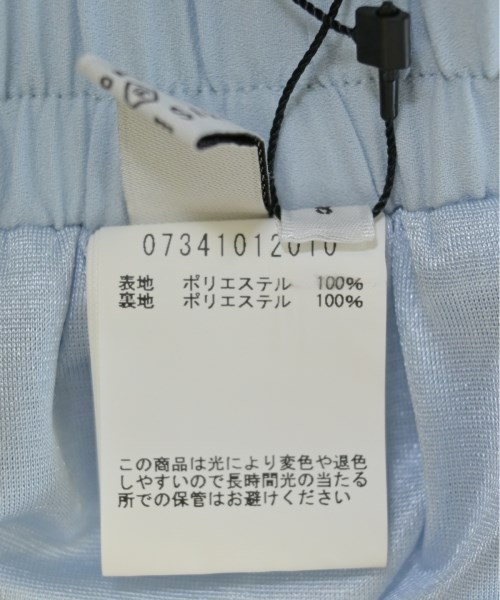 07341012010
表地 ポリエステル 100%
裏地 ポリエステル 100%
この商品は光により変色や退色
しやすいので長時間光の当たる
所での保管はお避けください